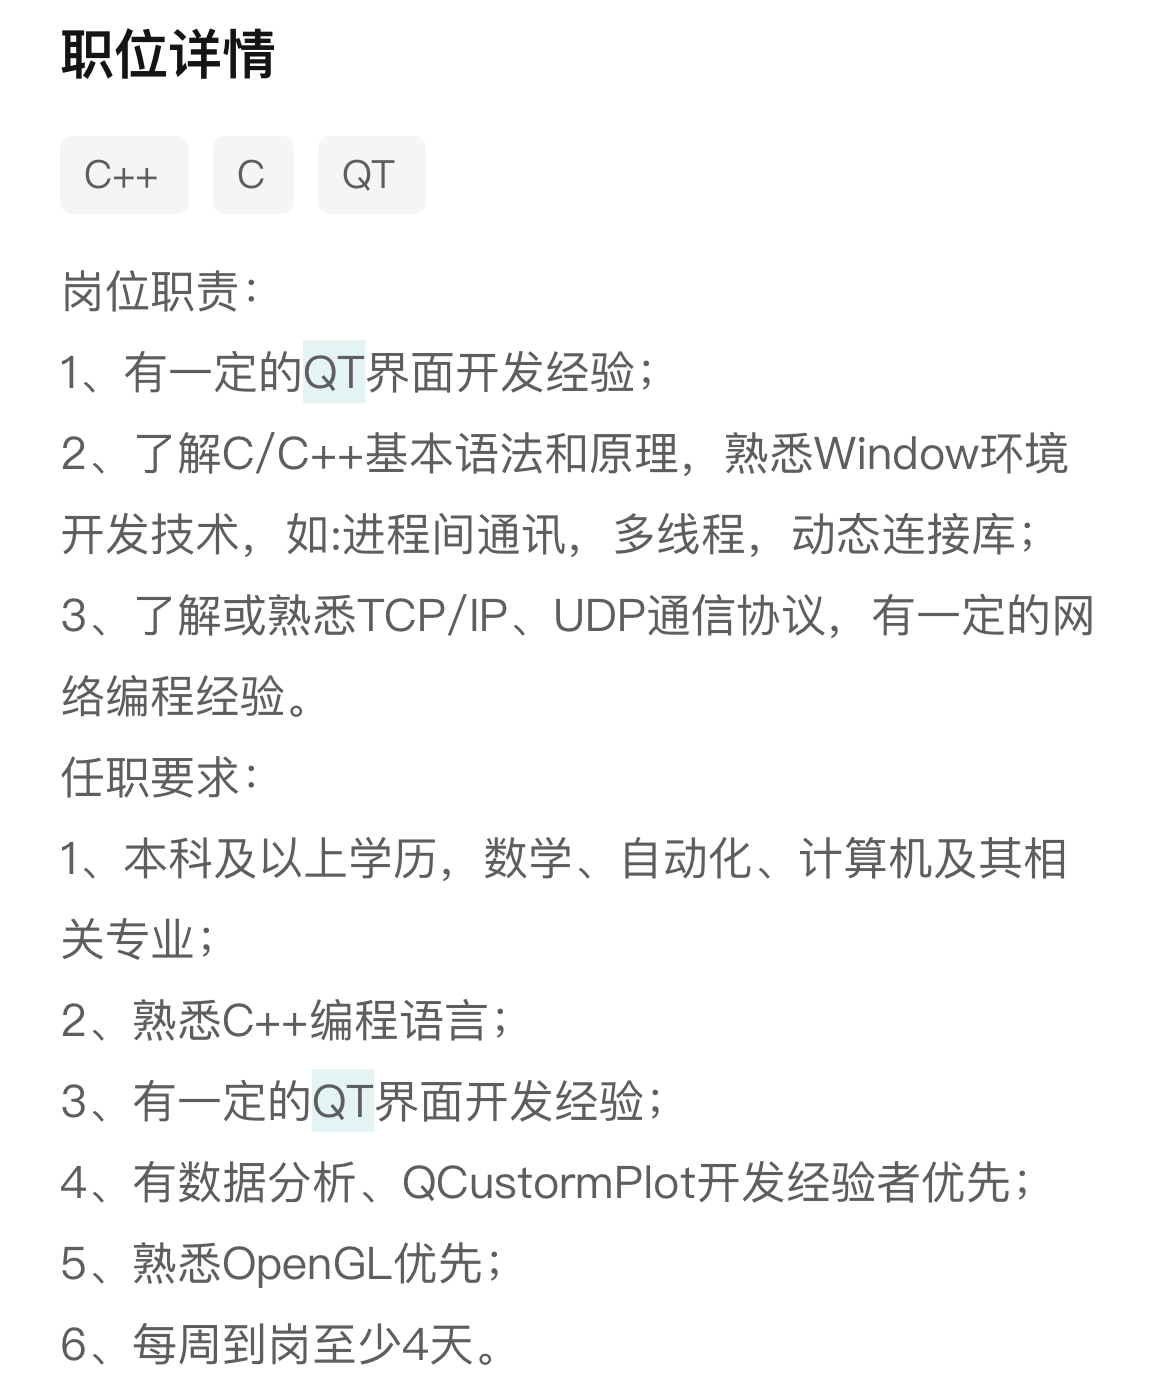 职位详情
C++ C QT
岗位职责：
1、有一定的QT界面开发经验；
2、了解C/C++基本语法和原理，熟悉Window环境
开发技术，如:进程间通讯，多线程，动态连接库；
3、了解或熟悉TCP/IP、UDP通信协议，有一定的网
络编程经验。
任职要求：
1、本科及以上学历，数学、自动化、计算机及其相
关专业；
2、熟悉C++编程语言；
3、有一定的QT界面开发经验；
4、有数据分析、QCustormPlot开发经验者优先；
5、熟悉OpenGL优先；
6、每周到岗至少4天。